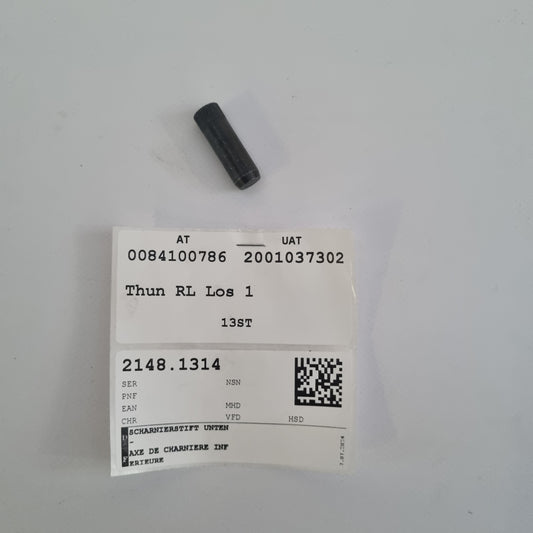 AT UAT
0084100786 2001037302
Thun RL Los 1
13ST
2148.1314
SER NSN
PNF
EAN MHD
CHR VFD HSD
SCHARNIERSTIFT UNTEN
-
AXE DE CHARNIERE INF
ERIEURE